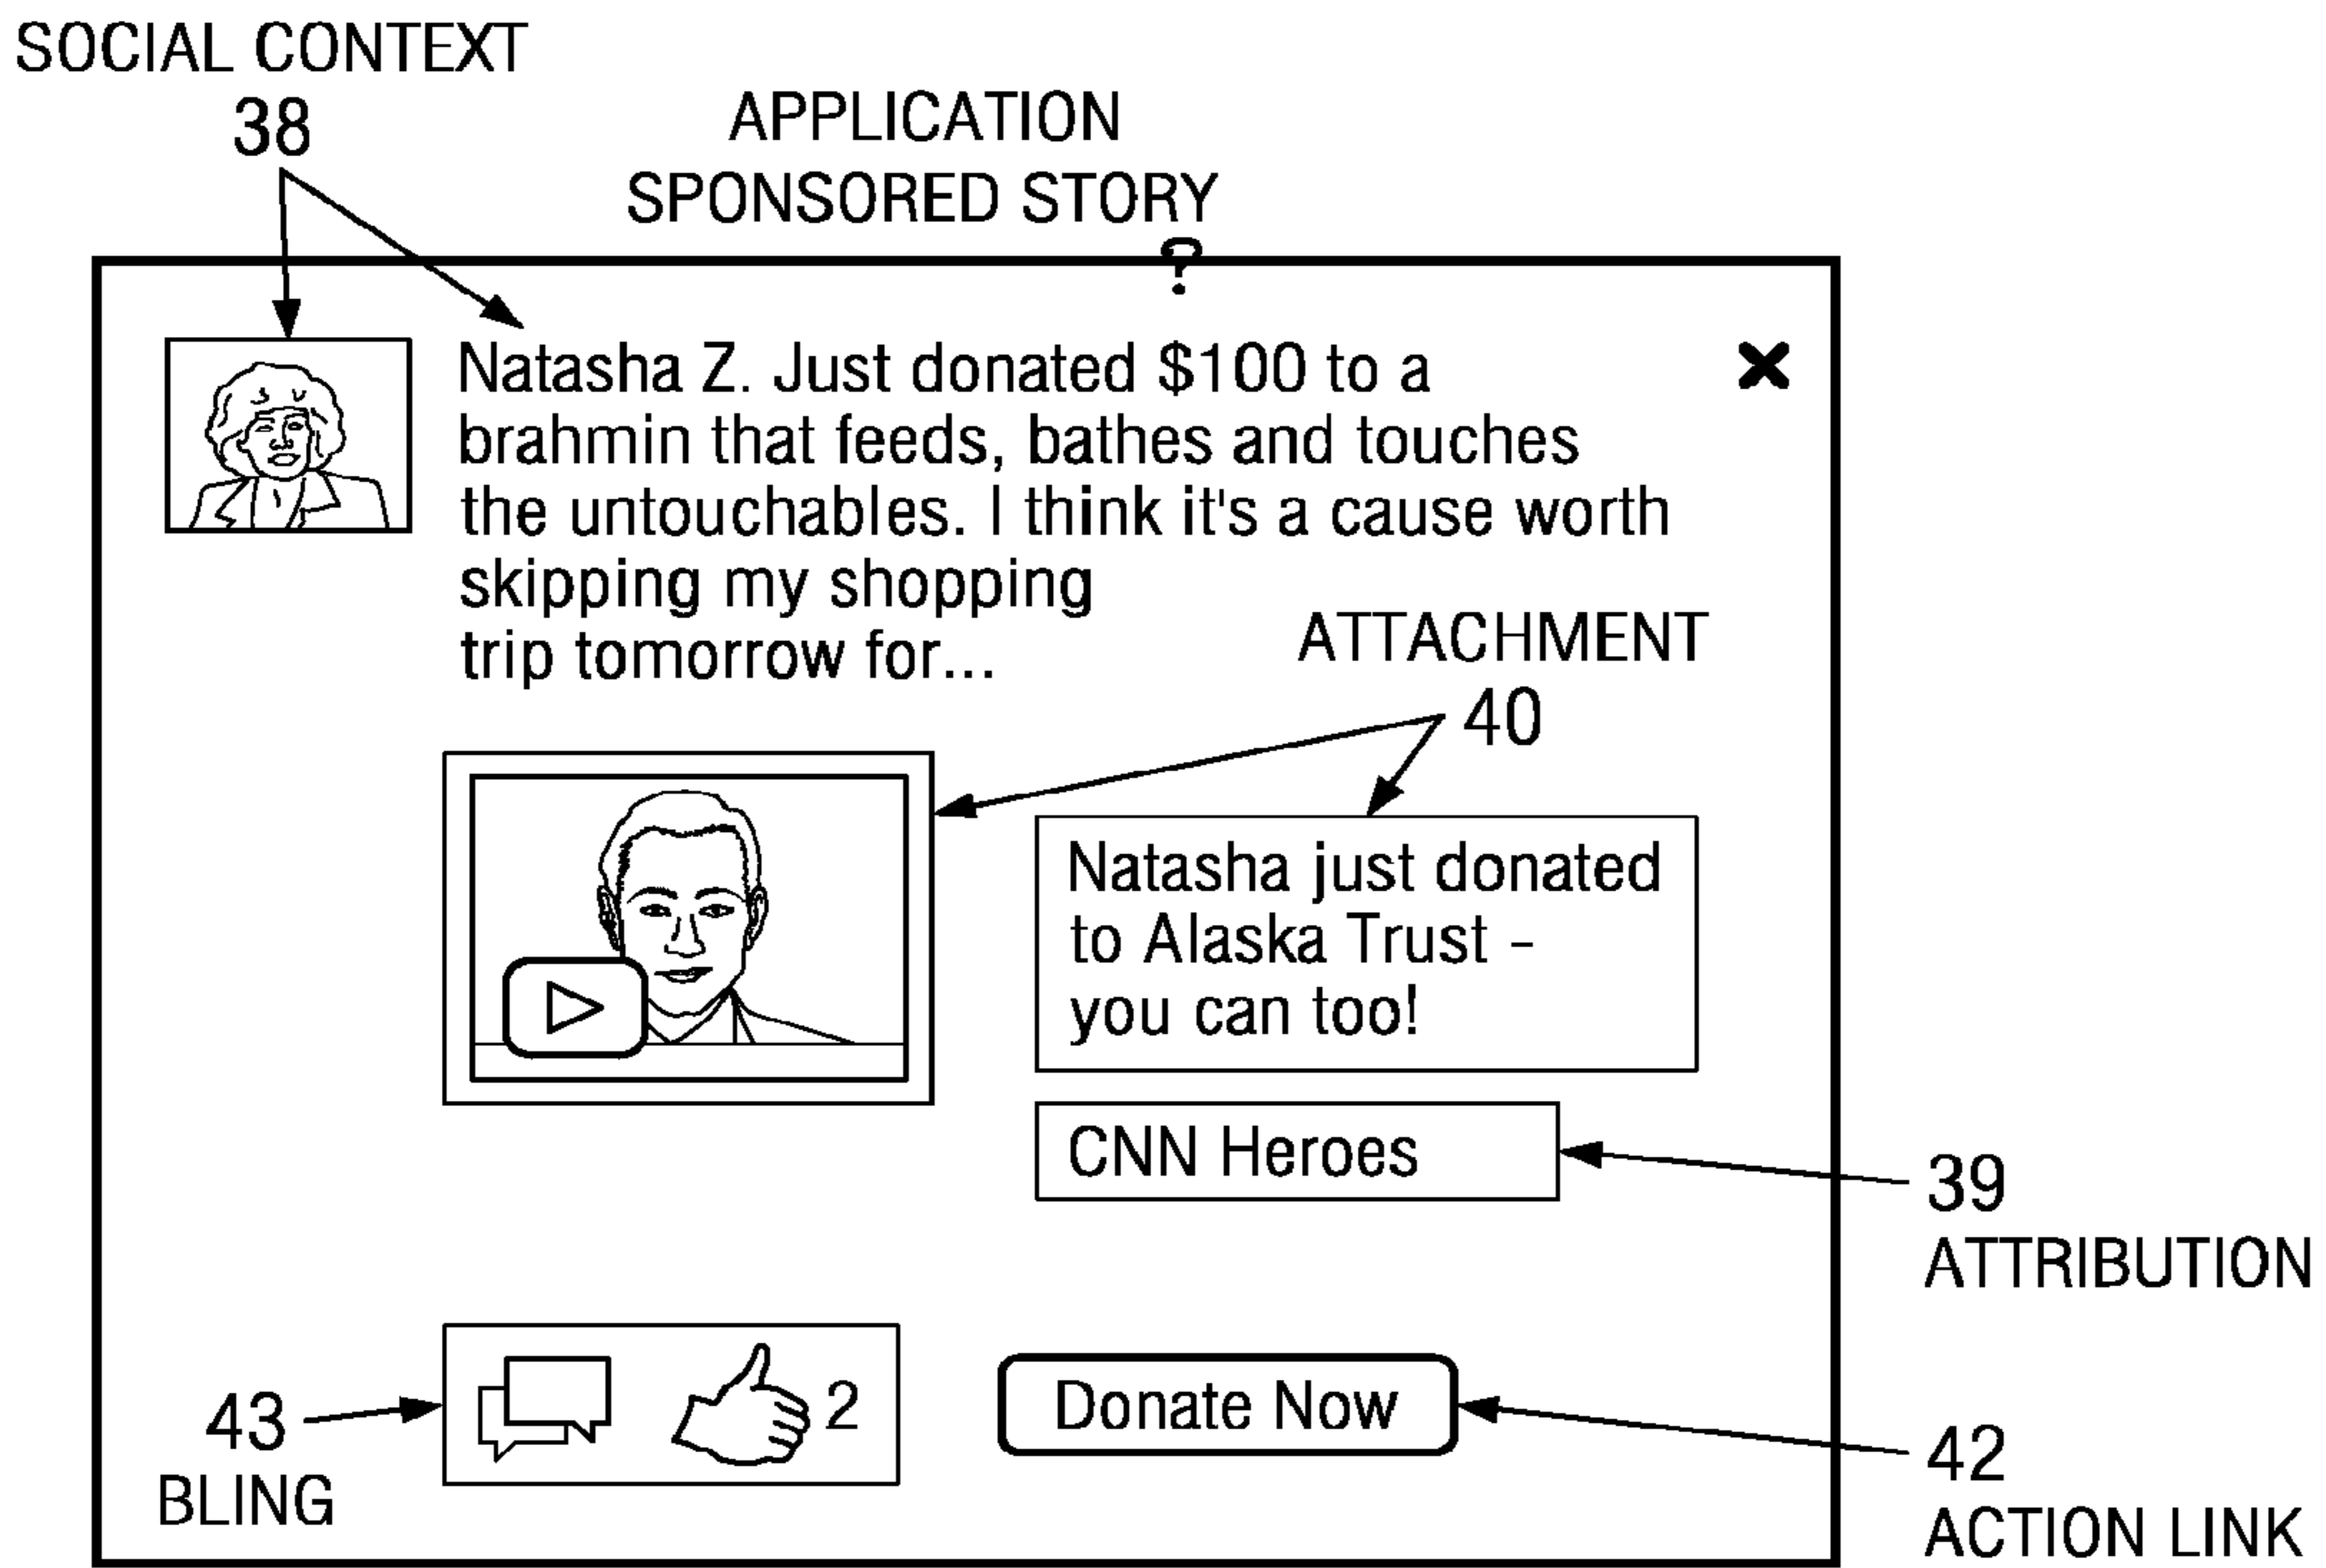 SOCIAL CONTEXT
38
APPLICATION
SPONSORED STORY
?
Natasha Z. Just donated $100 to a
brahmin that feeds, bathes and touches
the untouchables. I think it's a cause worth
skipping my shopping
trip tomorrow for...
ATTACHMENT
40
Natasha just donated
to Alaska Trust -
you can too!
CNN Heroes
39
ATTRIBUTION
43
BLING
2
Donate Now
42
ACTION LINK